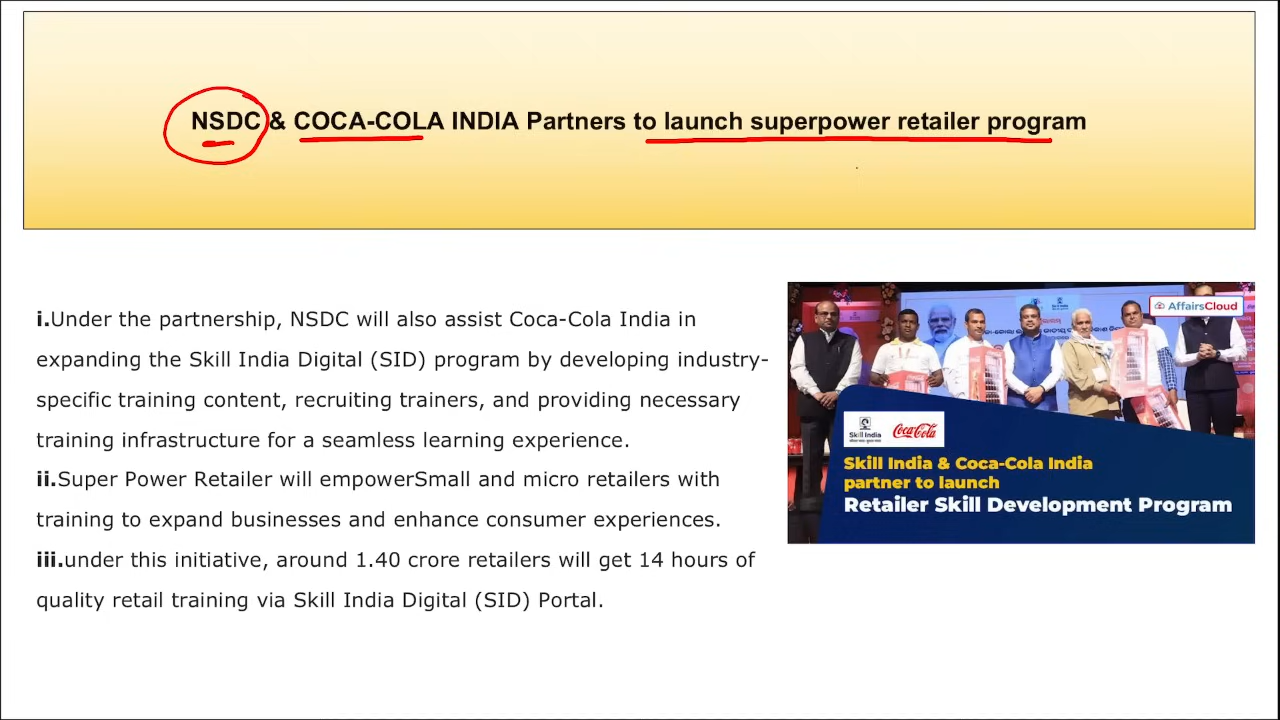 NSDC & COCA-COLA INDIA Partners to launch superpower retailer program
i.Under the partnership, NSDC will also assist Coca-Cola India in
expanding the Skill India Digital (SID) program by developing industry-
specific training content, recruiting trainers, and providing necessary
training infrastructure for a seamless learning experience.
ii.Super Power Retailer will empowerSmall and micro retailers with
training to expand businesses and enhance consumer experiences.
iii.under this initiative, around 1.40 crore retailers will get 14 hours of
quality retail training via Skill India Digital (SID) Portal.
AffairsCloud
Skill India
Coca-Cola
Skill India & Coca-Cola India
partner to launch
Retailer Skill Development Program